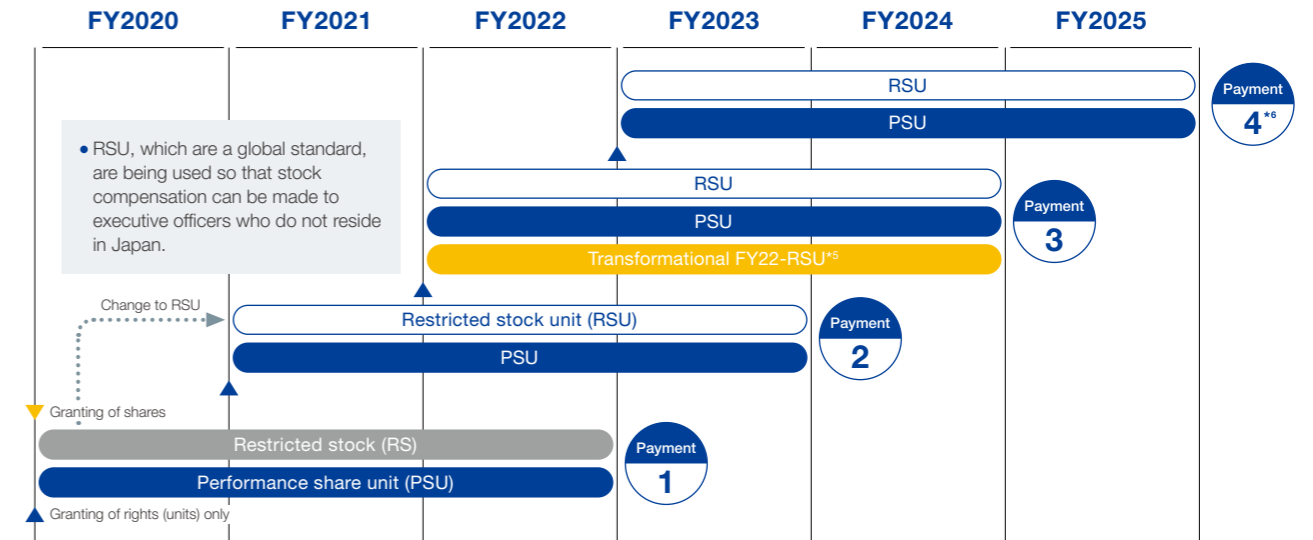 FY2020
FY2021
FY2022
FY2023
FY2024
FY2025
RSU
PSU
Payment
4*6
• RSU, which are a global standard,
are being used so that stock
compensation can be made to
executive officers who do not reside
in Japan.
RSU
PSU
Transformational FY22-RSU*5
Payment
3
Change to RSU
Restricted stock unit (RSU)
PSU
Payment
2
Granting of shares
Restricted stock (RS)
Performance share unit (PSU)
Payment
1
Granting of rights (units) only